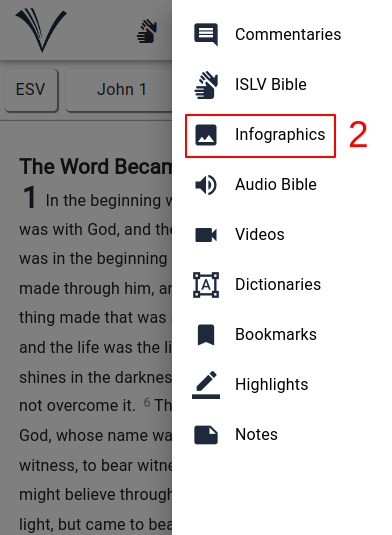 Commentaries
ISLV Bible
Infographics 2
Audio Bible
Videos
Dictionaries
A
Bookmarks
Highlights
Notes
ESV John 1
The Word Becam
1 In the beginning w
was with God, and the
was in the beginning
made through him, an
thing made that was
and the life was the li
shines in the darknes
not overcome it. 6 Th
God, whose name wa
witness, to bear witne
might believe through
light, but came to bea